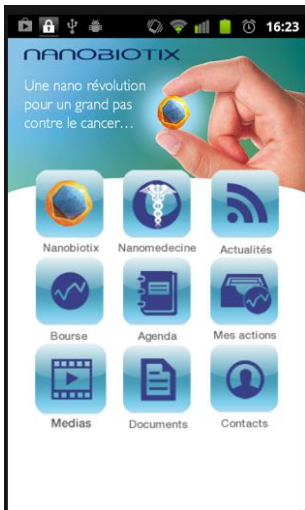 16:23
NANOBIOTIX
Une nano révolution
pour un grand pas
contre le cancer...
Nanobiotix Nanomedecine Actualités
Bourse Agenda Mes actions
Medias Documents Contacts